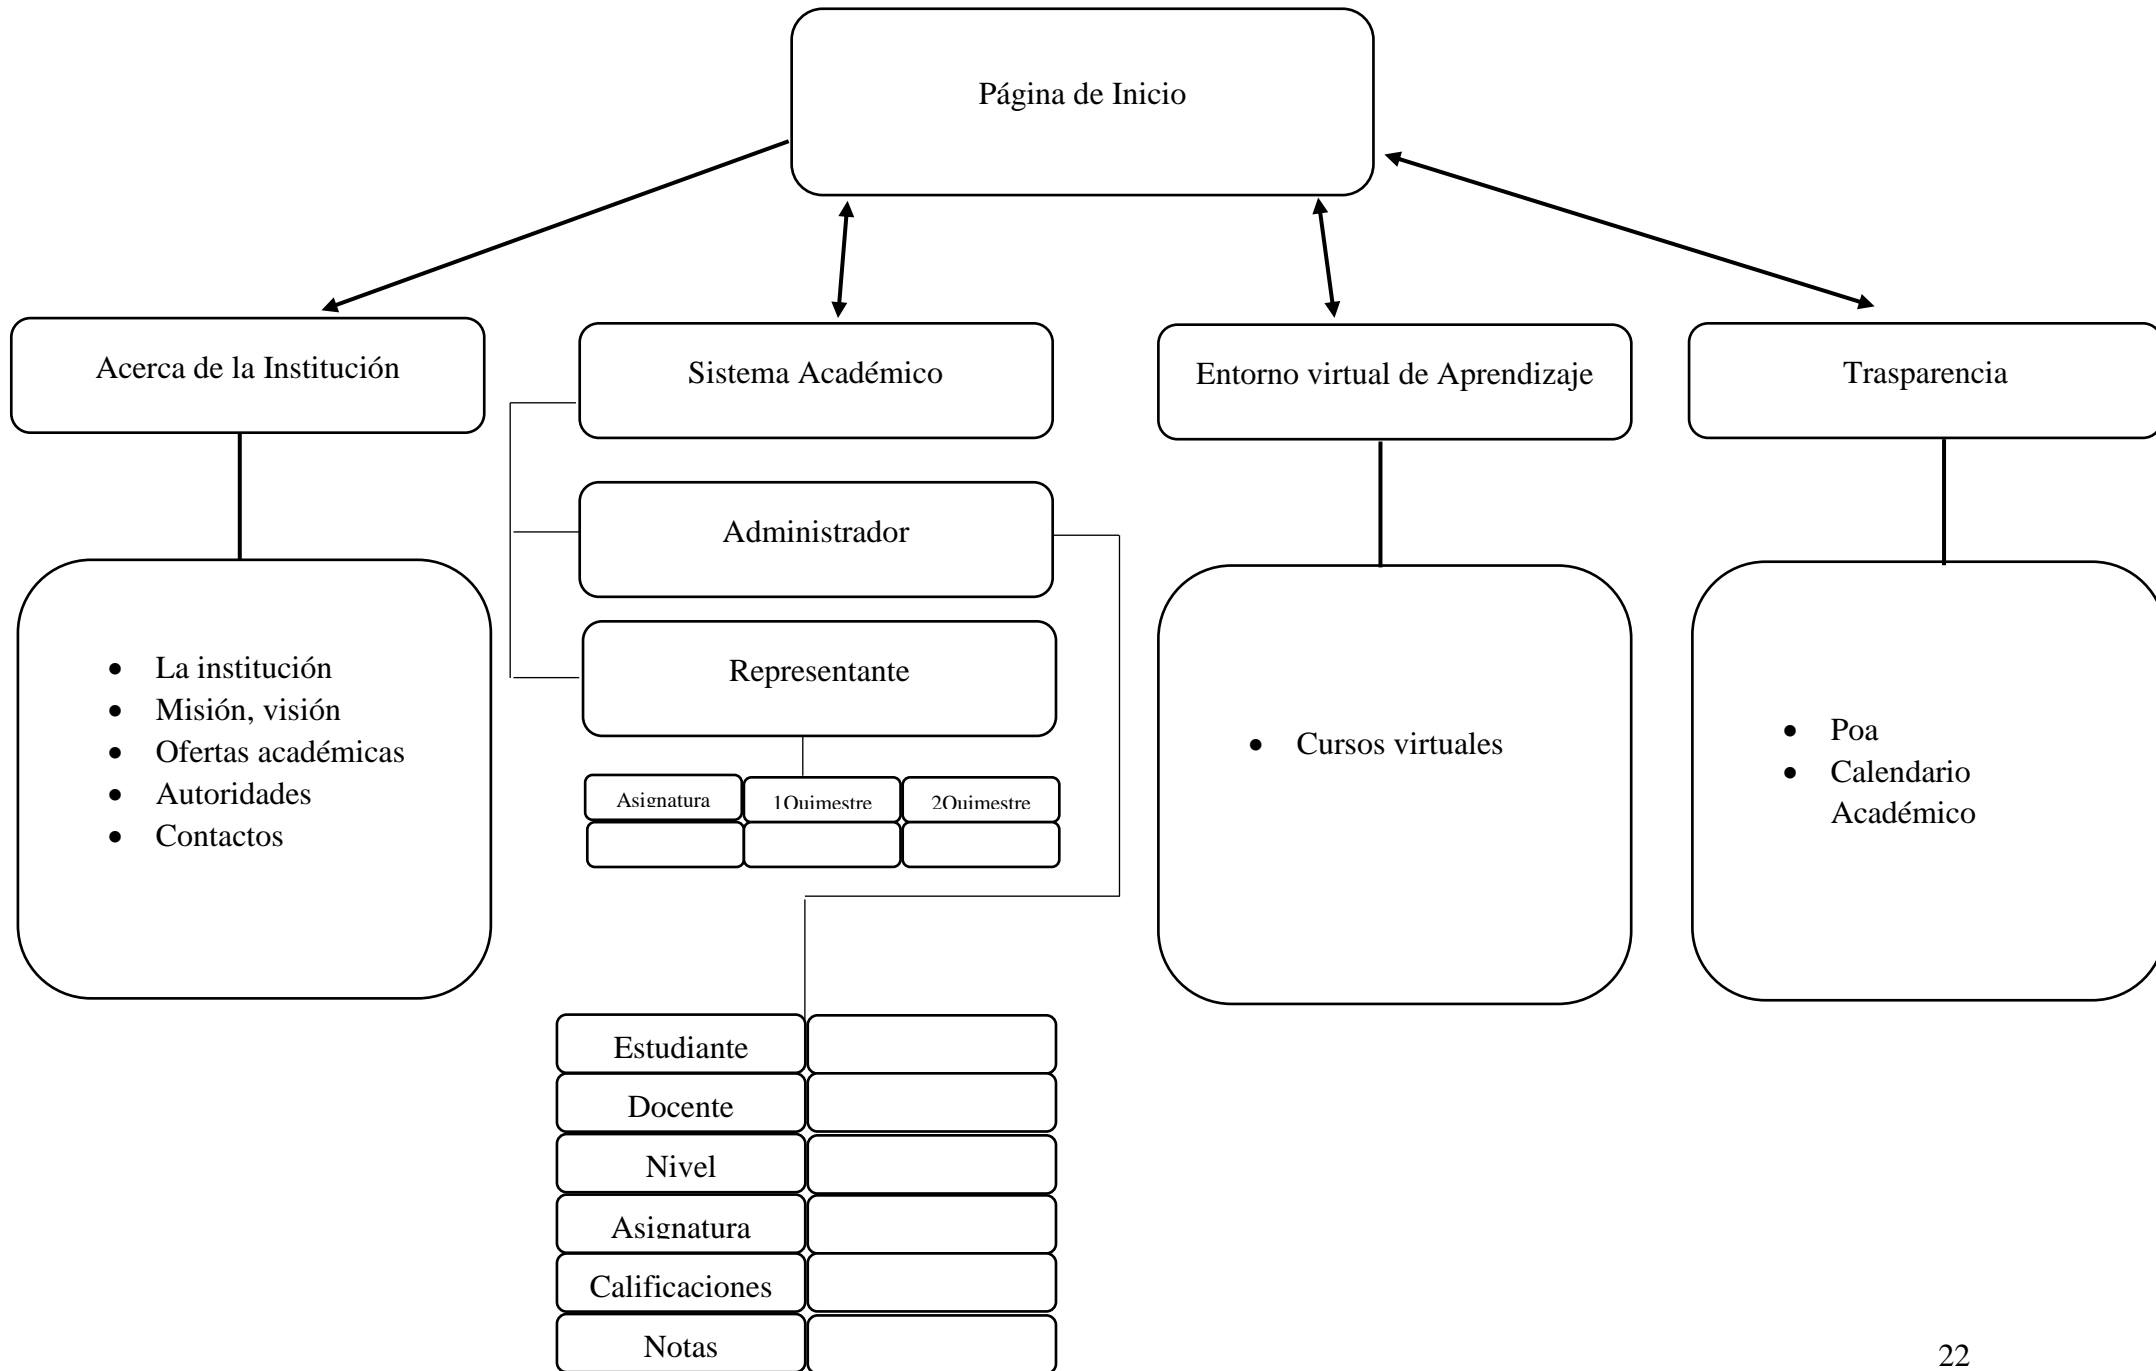 Página de Inicio
Acerca de la Institución
Sistema Académico
Entorno virtual de Aprendizaje
Trasparencia
Administrador
Representante
• La institución
• Misión, visión
• Ofertas académicas
• Autoridades
• Contactos
• Cursos virtuales
• Poa
• Calendario
Académico
Asignatura 1Quimestre 2Quimestre
Estudiante
Docente
Nivel
Asignatura
Calificaciones
Notas
22